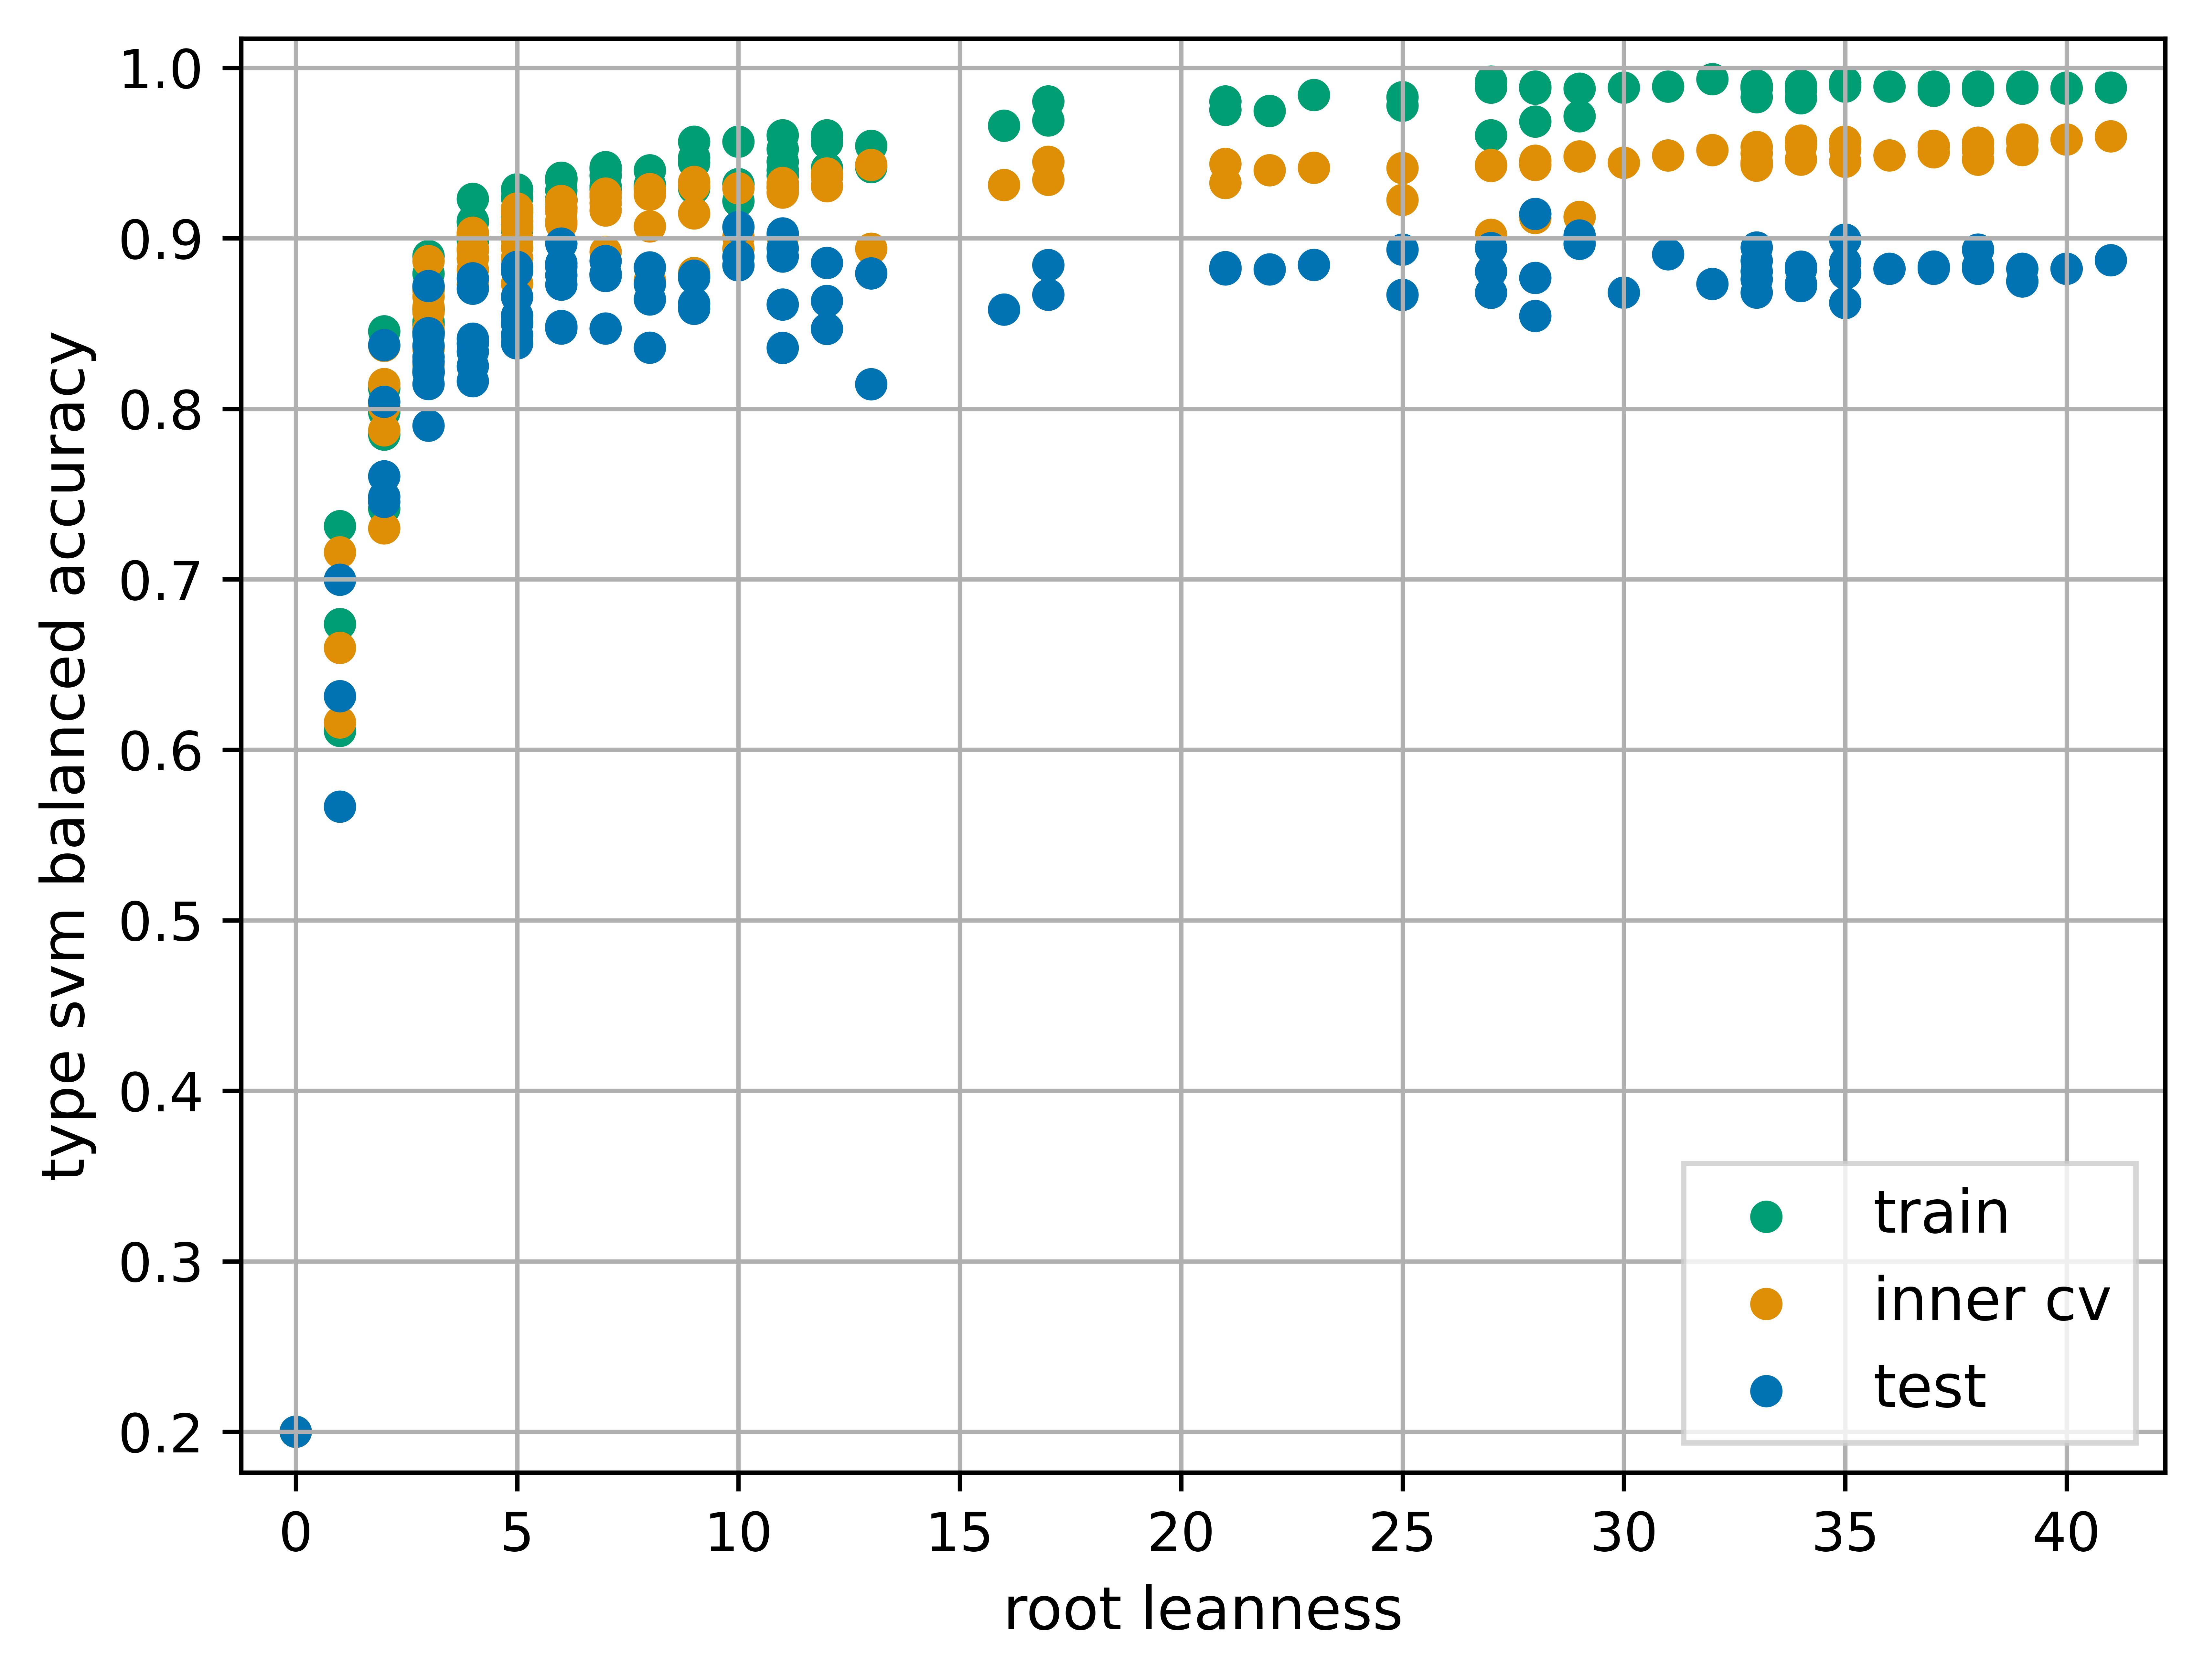 type svm balanced accuracy
1.0
0.9
0.8
0.7
0.6
0.5
0.4
0.3
0.2
0 5 10 15 20 25 30 35 40
root leanness
train
inner cv
test